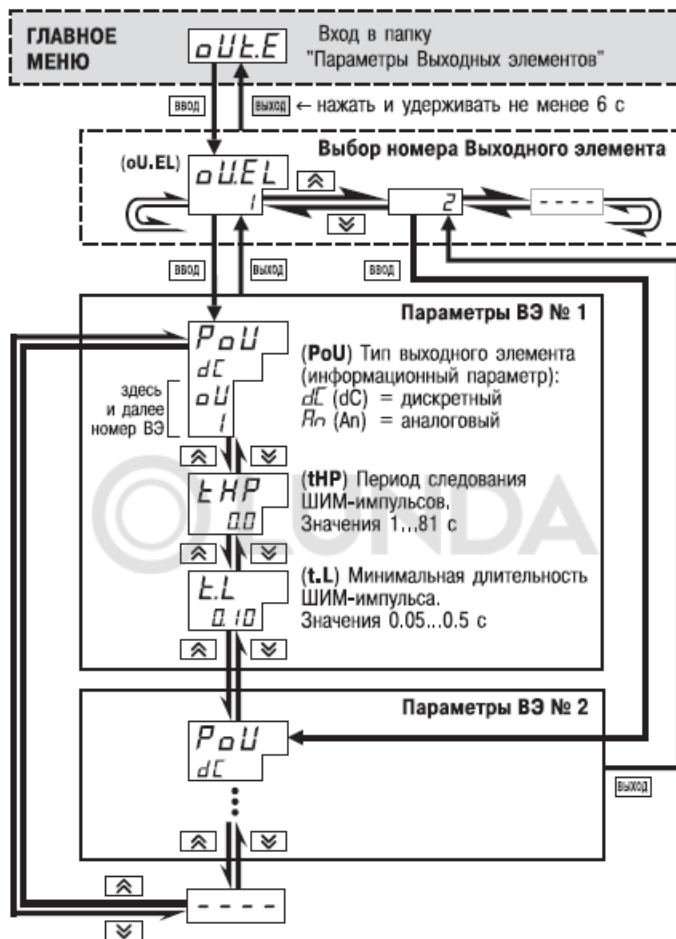 ГЛАВНОЕ
МЕНЮ
oUt.E
Вход в папку
"Параметры Выходных элементов"
ВВОД
ВЫХОД ← нажать и удерживать не менее 6 с
Выбор номера Выходного элемента
(oU.EL)
oU.EL
1
2
- - - -
ВВОД
ВЫХОД
ВВОД
Параметры ВЭ № 1
PoU
dC
oU
1
здесь
и далее
номер ВЭ
(PoU) Тип выходного элемента
(информационный параметр):
dC (dC) = дискретный
An (An) = аналоговый
tHP
0.0
(tHP) Период следования
ШИМ-импульсов.
Значения 1...81 с
t.L
0.10
(t.L) Минимальная длительность
ШИМ-импульса.
Значения 0.05...0.5 с
LUNDA
Параметры ВЭ № 2
PoU
dC
ВЫХОД
- - - -